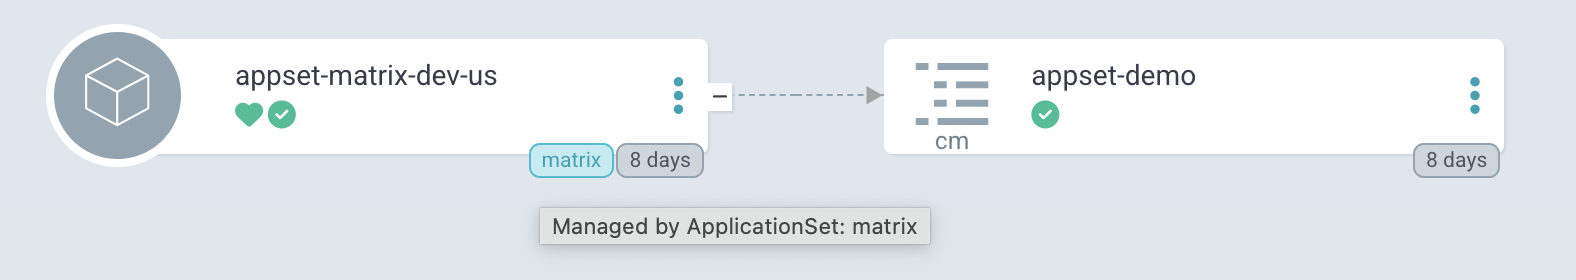 appset-matrix-dev-us
matrix
8 days
appset-demo
cm
8 days
Managed by ApplicationSet: matrix